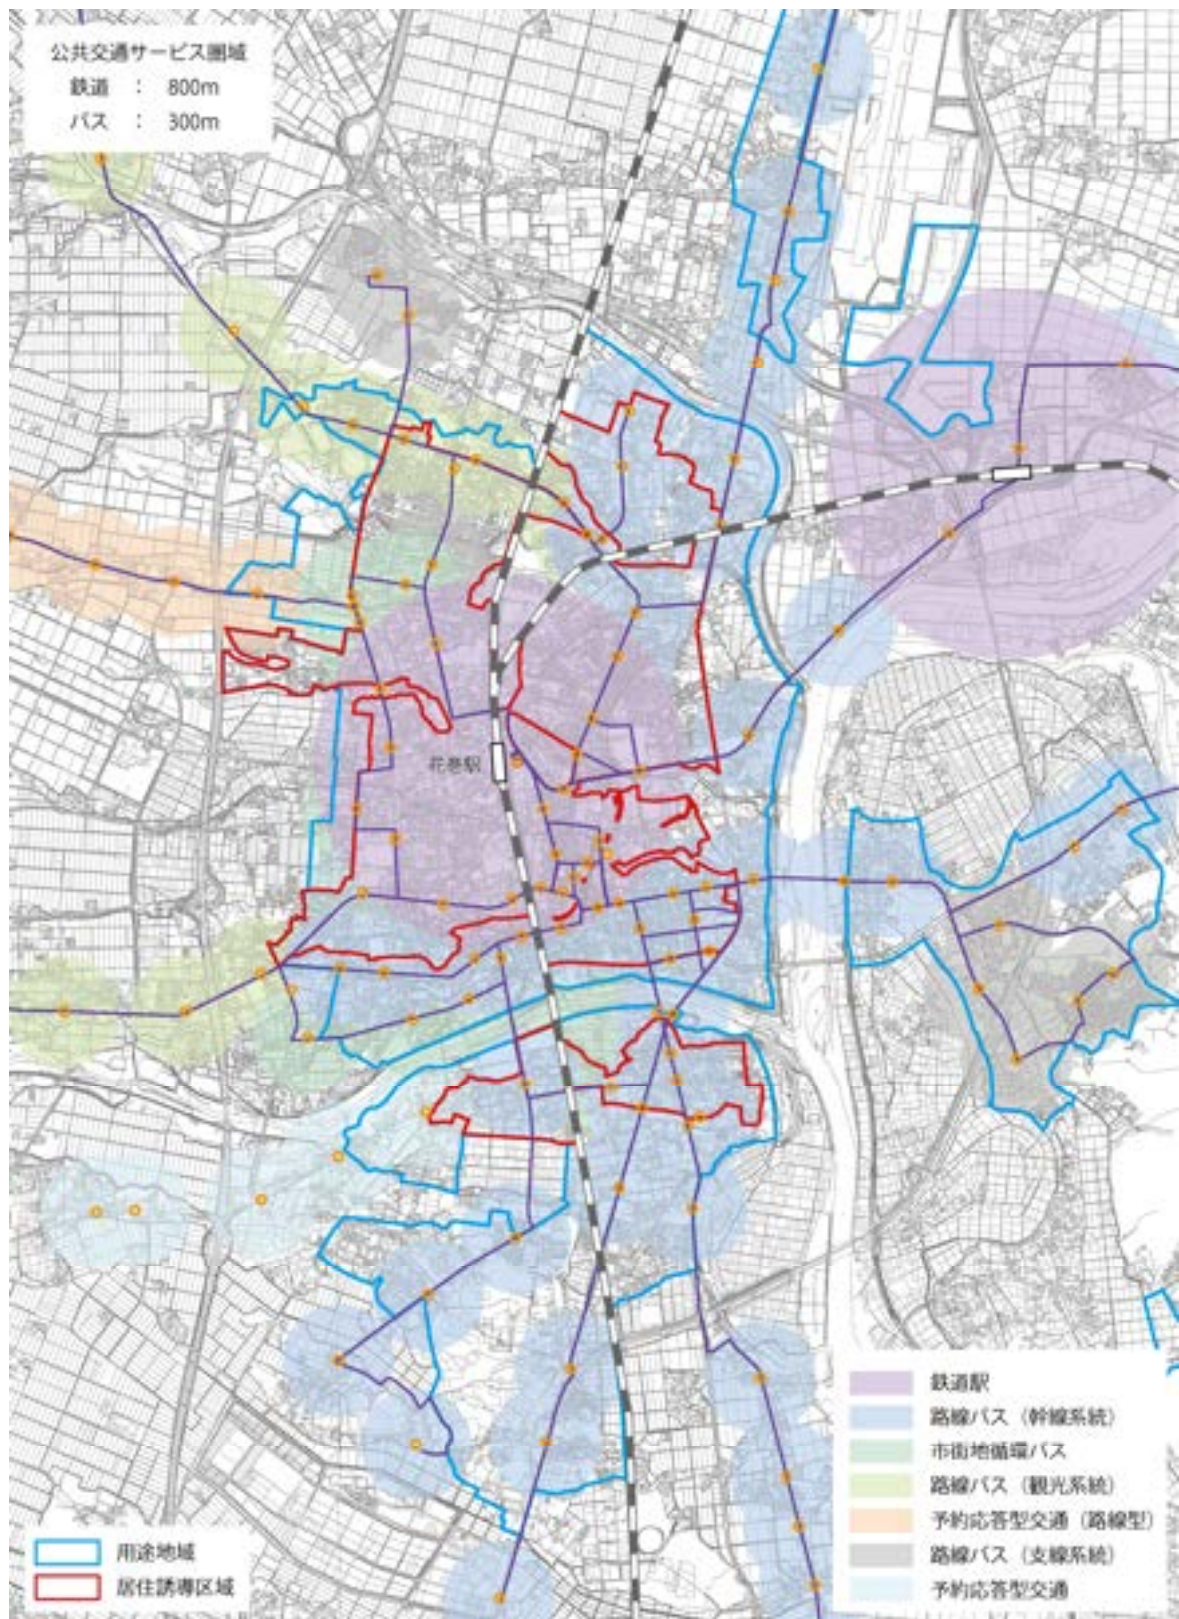 公共交通サービス圏域
鉄道 ： 800m
バス ： 300m
花巻駅
鉄道駅
路線バス（幹線系統）
市街地循環バス
路線バス（観光系統）
予約応答型交通（路線型）
路線バス（支線系統）
予約応答型交通
用途地域
居住誘導区域